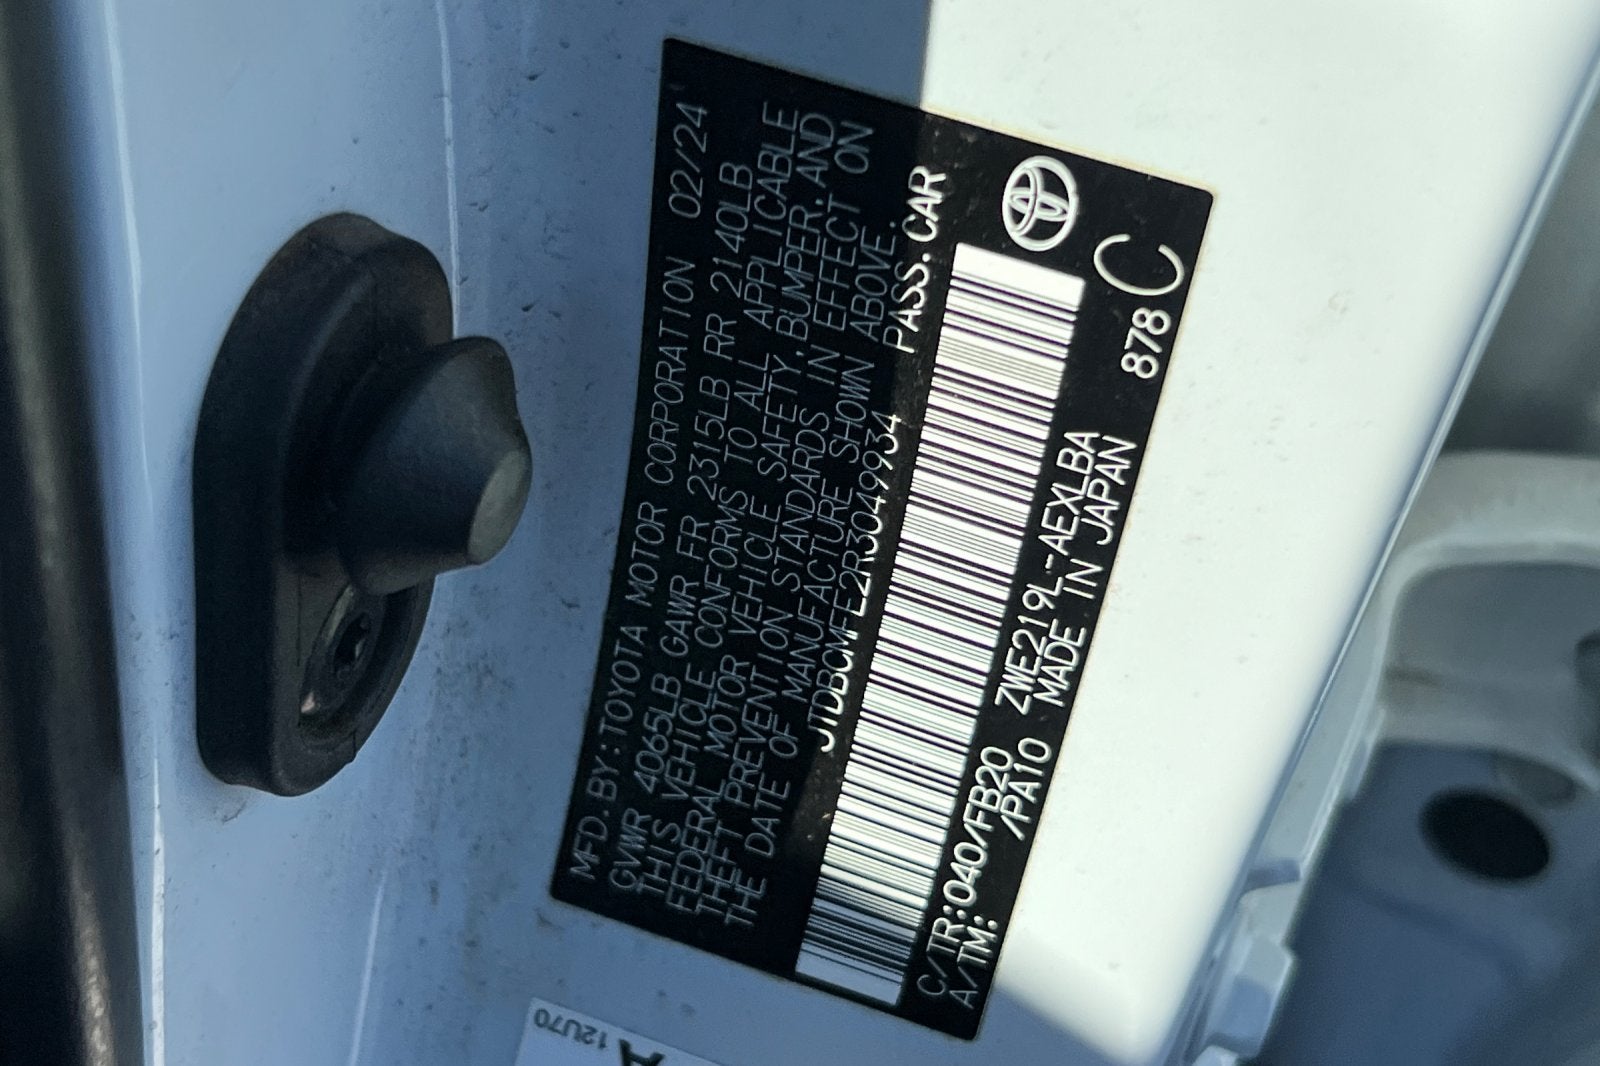 MFD.BY:TOYOTA MOTOR CORPORATION 02/24
GVWR 4065LB GAWR FR 2315LB RR 2140LB
THIS VEHICLE CONFORMS TO ALL APPLICABLE
FEDERAL MOTOR VEHICLE SAFETY,BUMPER,AND
THEFT PREVENTION STANDARDS IN EFFECT ON
THE DATE OF MANUFACTURE SHOWN ABOVE.
JTDBCMFE2R3049934 PASS.CAR
C/TR:040/FB20 ZWE219L-AEXLBA 878 C
A/TM: /PA10 MADE IN JAPAN
12U70
A